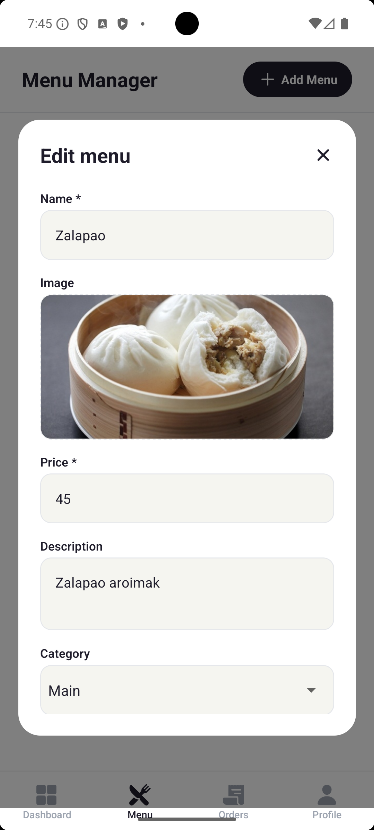 7:45
Menu Manager
Add Menu
Edit menu
Name *
Zalapao
Image
Price *
45
Description
Zalapao aroimak
Category
Main
Dashboard
Menu
Orders
Profile